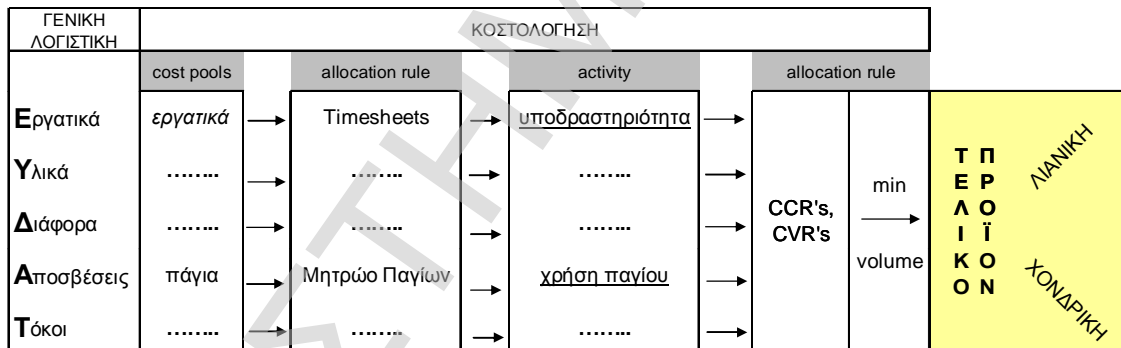 ΓΕΝΙΚΗ ΛΟΓΙΣΤΙΚΗ ΚΟΣΤΟΛΟΓΗΣΗ
cost pools allocation rule activity allocation rule
Εργατικά εργατικά Timesheets υποδραστηριότητα
Υλικά ........ ........ ........
Διάφορα ........ ........ ........
Αποσβέσεις πάγια Μητρώο Παγίων χρήση παγίου
Τόκοι ........ ........ ........
CCR's,
CVR's
min
volume
ΤΕΛΙΚΟ
ΠΡΟΪΟΝ
ΛΙΑΝΙΚΗ
ΧΟΝΔΡΙΚΗ